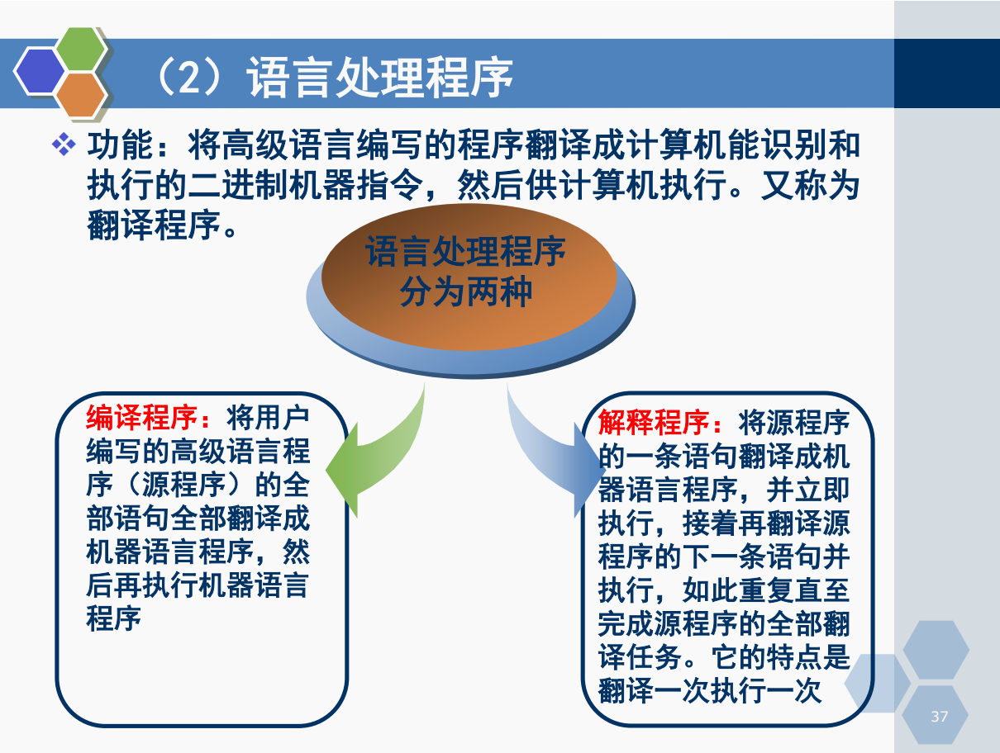 （2）语言处理程序
功能：将高级语言编写的程序翻译成计算机能识别和
执行的二进制机器指令，然后供计算机执行。又称为
翻译程序。
语言处理程序
分为两种
编译程序：将用户
编写的高级语言程
序（源程序）的全
部语句全部翻译成
机器语言程序，然
后再执行机器语言
程序
解释程序：将源程序
的一条语句翻译成机
器语言程序，并立即
执行，接着再翻译源
程序的下一条语句并
执行，如此重复直至
完成源程序的全部翻
译任务。它的特点是
翻译一次执行一次
37